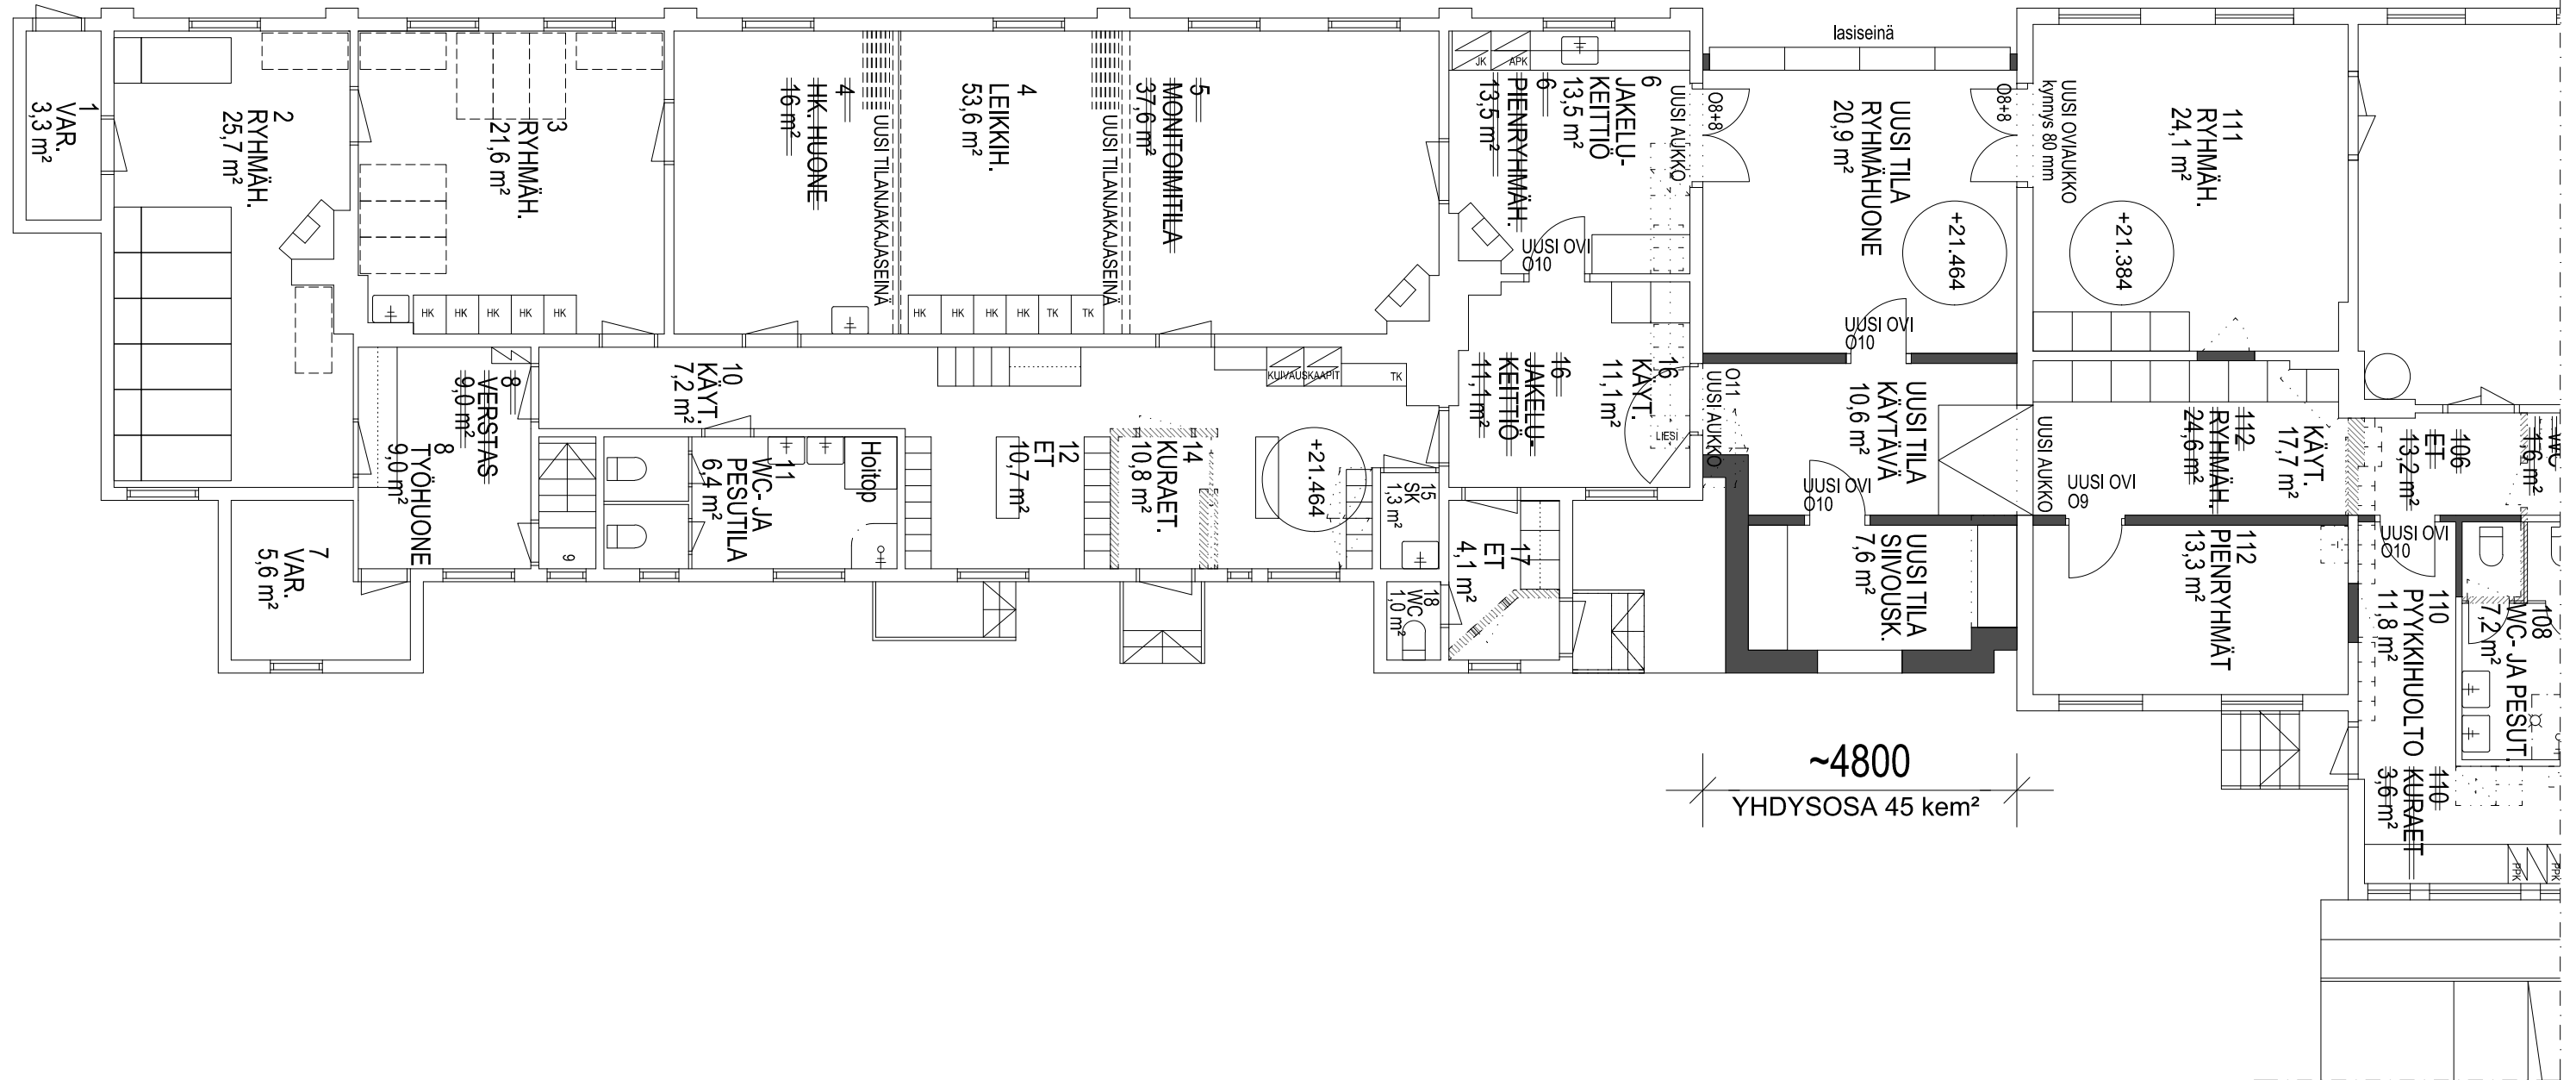 1
VAR.
3,3 m²
2
RYHMÄH.
25,7 m²
3
RYHMÄH.
21,6 m²
HK
HK
HK
HK
HK
4
HK. HUONE
16 m²
UUSI TILANJAKAJASEINÄ
4
LEIKKIH.
53,6 m²
HK
HK
HK
HK
TK
TK
UUSI TILANJAKAJASEINÄ
5
MONITOIMITILA
37,6 m²
JK
APK
6
PIENRYHMÄH.
13,5 m²
6
JAKELU-
KEITTIÖ
13,5 m²
UUSI AUKKO
O8+8
UUSI OVI
O10
lasiseinä
UUSI TILA
RYHMÄHUONE
20,9 m²
+21.464
O8+8
UUSI OVIAUKKO
kynnys 80 mm
111
RYHMÄH.
24,1 m²
+21.384
UUSI OVI
O10
7
VAR.
5,6 m²
8
VERSTAS
9,0 m²
8
TYÖHUONE
9,0 m²
9
10
KÄYT.
7,2 m²
11
WC- JA
PESUTILA
6,4 m²
Hoitop
12
ET
10,7 m²
KUIVAUSKAAPIT
TK
14
KURAET.
10,8 m²
+21.464
15
SK
1,3 m²
16
JAKELU-
KEITTIÖ
11,1 m²
16
KÄYT.
11,1 m²
LIESI
O11
UUSI AUKKO
17
ET
4,1 m²
18
WC
1,0 m²
UUSI TILA
KÄYTÄVÄ
10,6 m²
UUSI OVI
O10
UUSI TILA
SIIVOUSK.
7,6 m²
UUSI AUKKO
UUSI OVI
O9
112
RYHMÄH.
24,6 m²
KÄYT.
17,7 m²
112
PIENRYHMÄT
13,3 m²
106
ET
13,2 m²
WC
1,6 m²
UUSI OVI
O10
110
PYYKKIHUOLTO
11,8 m²
110
KURAET
3,6 m²
108
WC- JA PESUT.
7,2 m²
PPK
PPK
~4800
YHDYSOSA 45 kem²